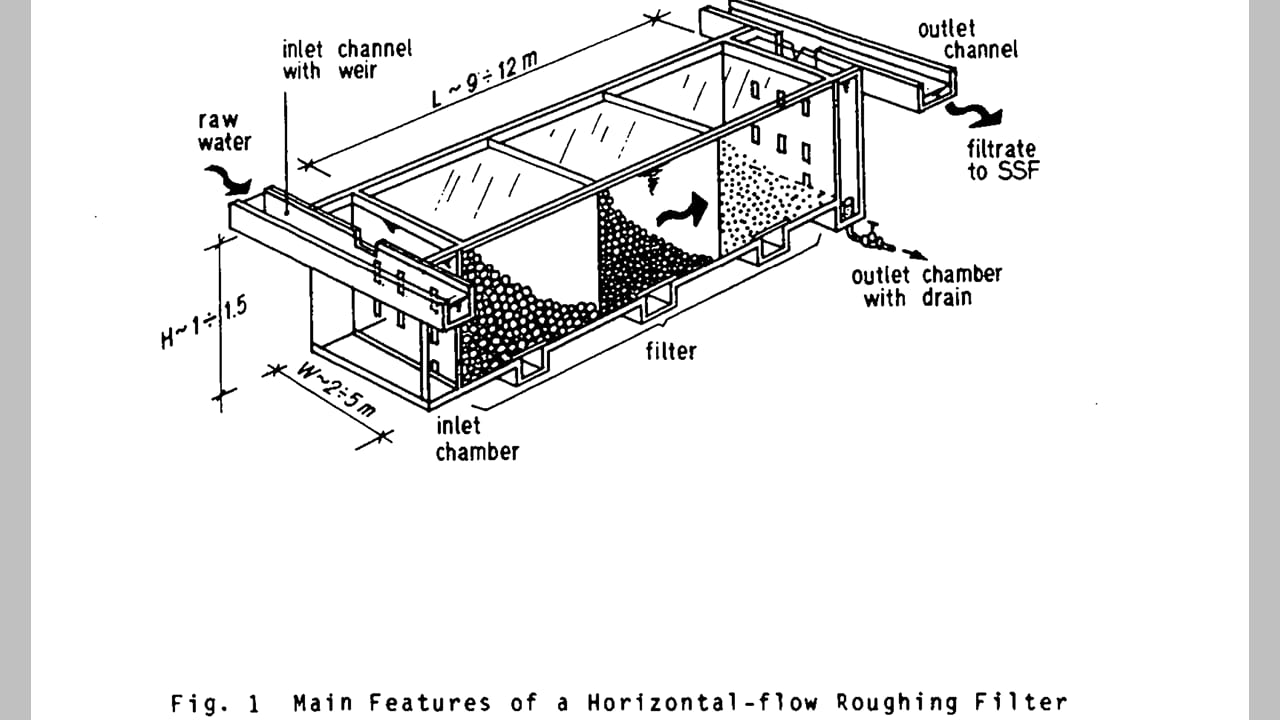 outlet
channel
inlet channel
with weir
L ~ 9 ÷ 12 m
raw
water
filtrate
to SSF
outlet chamber
with drain
H ~ 1 ÷ 1.5
filter
W ~ 2 ÷ 5 m
inlet
chamber
Fig. 1 Main Features of a Horizontal-flow Roughing Filter